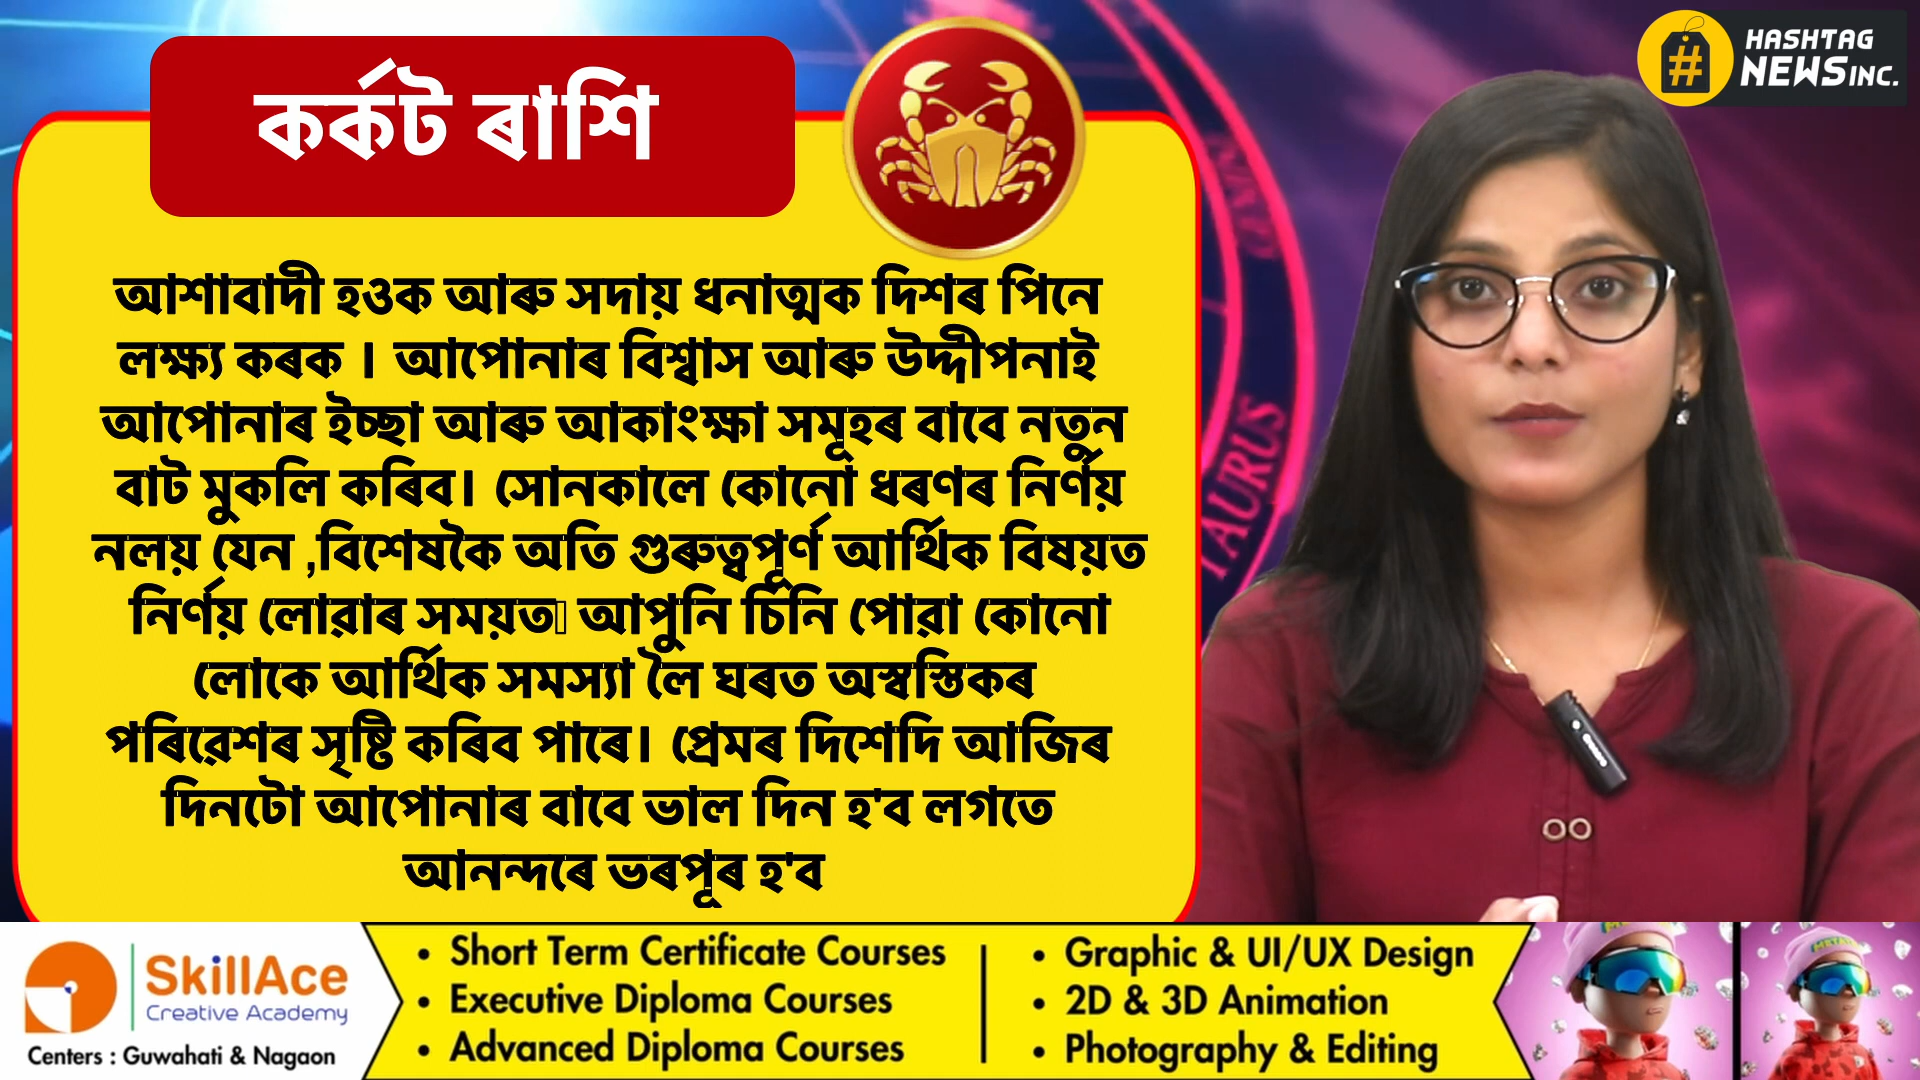 কৰ্কট ৰাশি
HASHTAG
NEWS INC.
আশাবাদী হওক আৰু সদায় ধনাত্মক দিশৰ পিনে
লক্ষ্য কৰক । আপোনাৰ বিশ্বাস আৰু উদ্দীপনাই
আপোনাৰ ইচ্ছা আৰু আকাংক্ষা সমূহৰ বাবে নতুন
বাট মুকলি কৰিব। সোনকালে কোনো ধৰণৰ নিৰ্ণয়
নলয় যেন ,বিশেষকৈ অতি গুৰুত্বপূৰ্ণ আৰ্থিক বিষয়ত
নিৰ্ণয় লোৱাৰ সময়ত। আপুনি চিনি পোৱা কোনো
লোকে আৰ্থিক সমস্যা লৈ ঘৰত অস্বস্তিকৰ
পৰিৱেশৰ সৃষ্টি কৰিব পাৰে। প্ৰেমৰ দিশেদি আজিৰ
দিনটো আপোনাৰ বাবে ভাল দিন হ'ব লগতে
আনন্দৰে ভৰপূৰ হ'ব
TAURUS
SkillAce
Creative Academy
Centers : Guwahati & Nagaon
• Short Term Certificate Courses
• Executive Diploma Courses
• Advanced Diploma Courses
• Graphic & UI/UX Design
• 2D & 3D Animation
• Photography & Editing